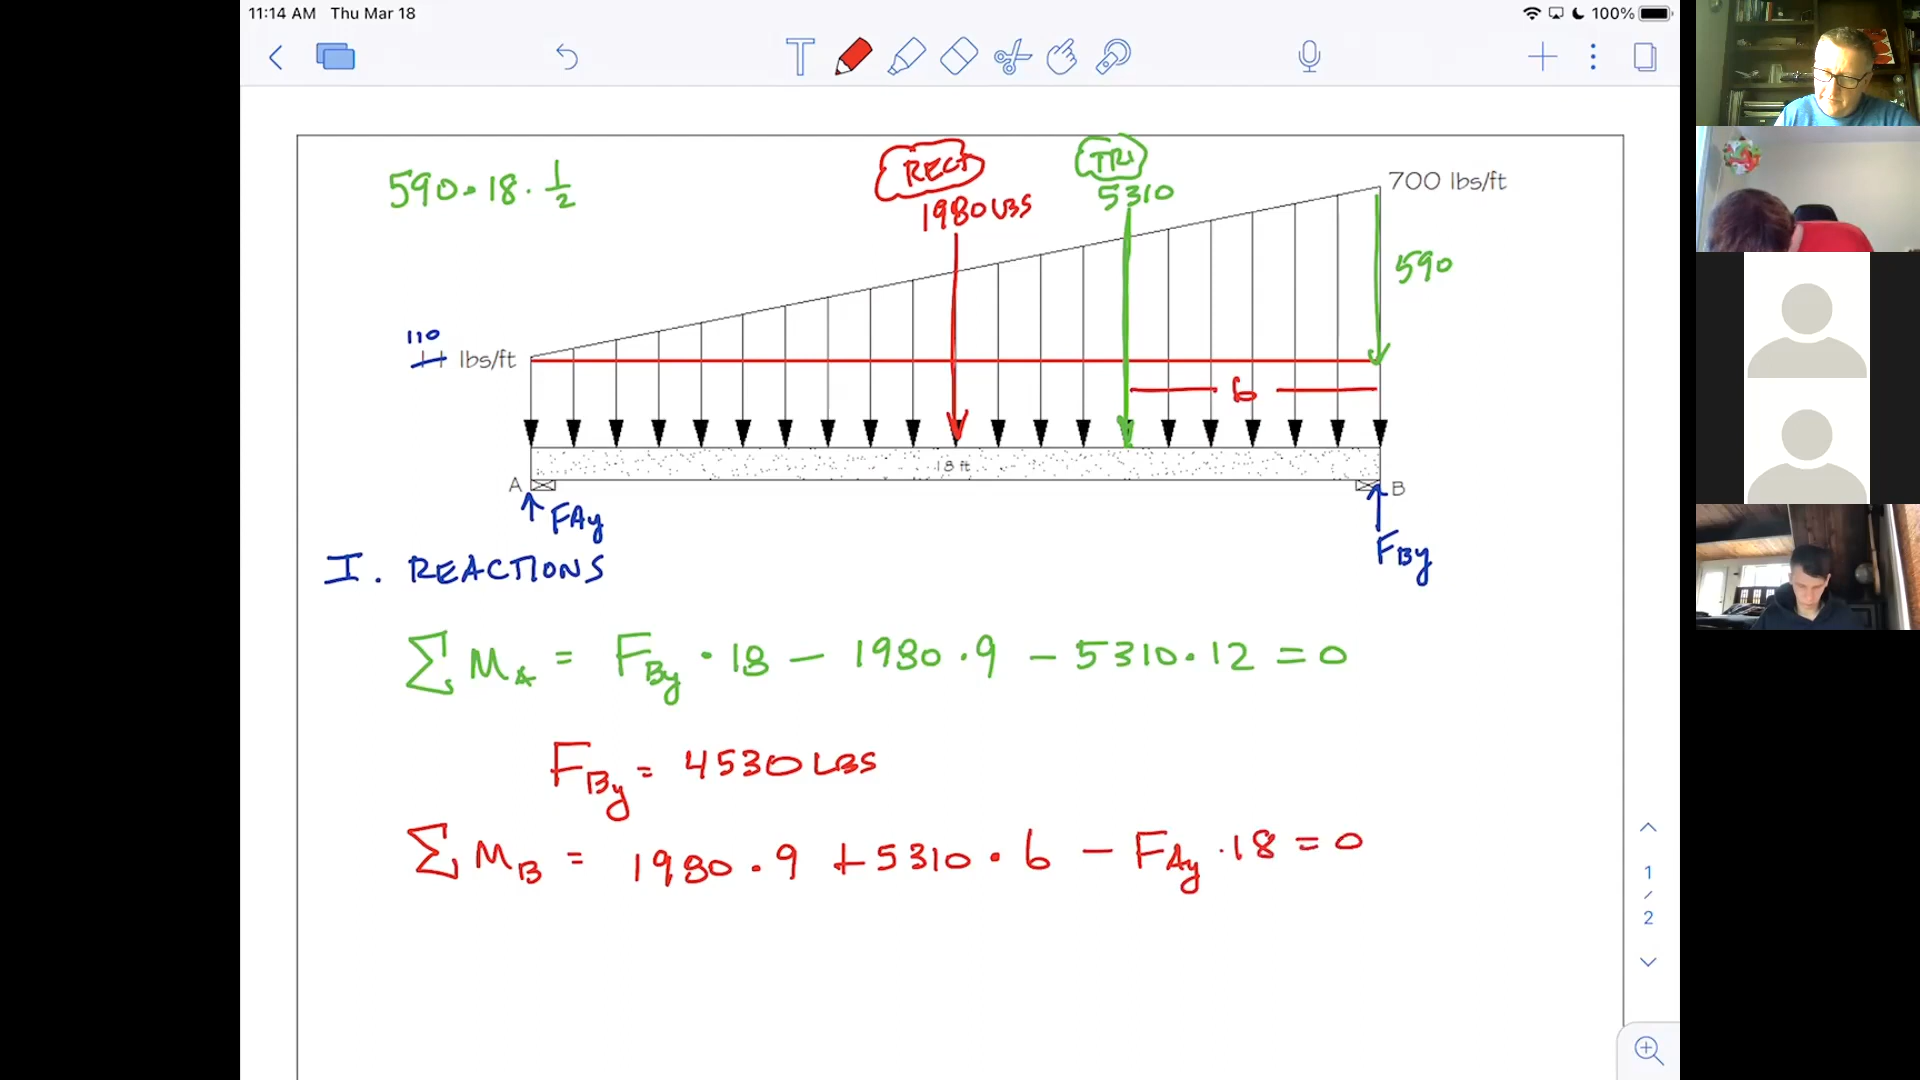 11:14 AM Thu Mar 18
100%
T
590 · 18 · 1/2
RECT
1980 LBS
TRI
5310
700 lbs/ft
590
110
lbs/ft
6
18 ft
A
B
FAy
FBy
I. REACTIONS
∑ MA = FBy · 18 – 1980 · 9 – 5310 · 12 = 0
FBy = 4530 LBS
∑ MB = 1980 · 9 + 5310 · 6 – FAy · 18 = 0
1
/
2